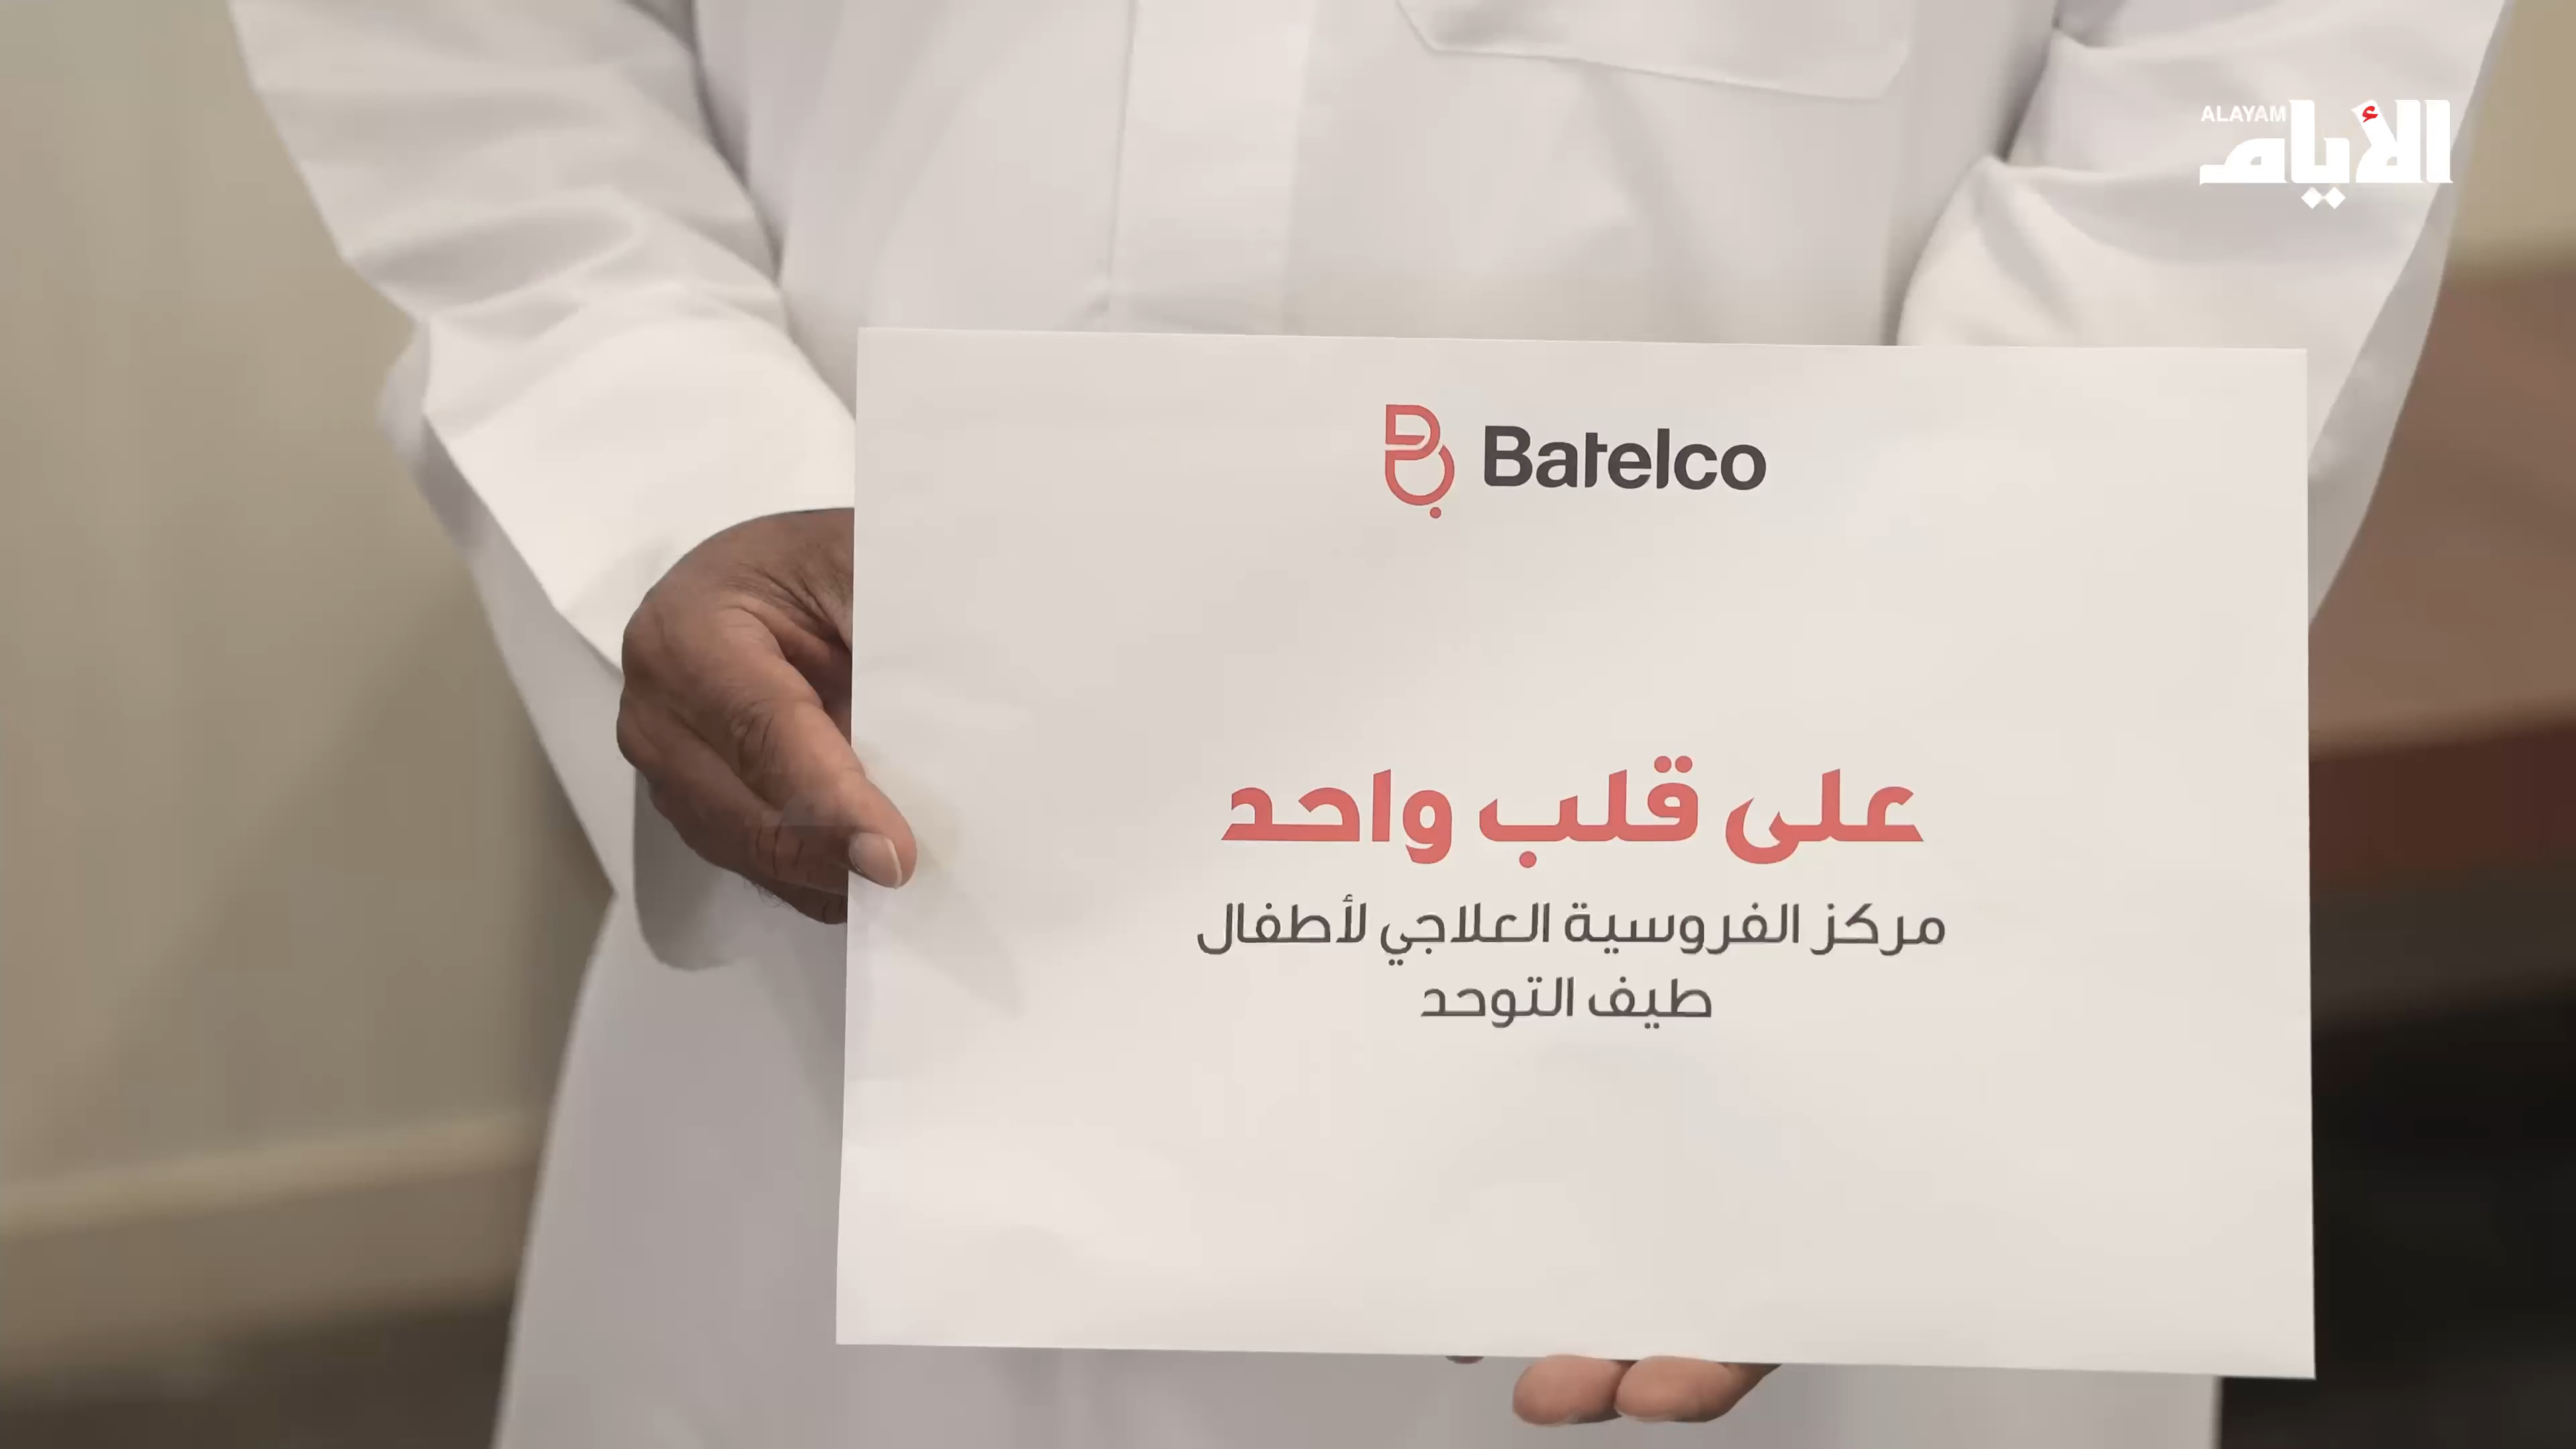 ALAYAM
الأيام
Batelco
على قلب واحد
مركز الفروسية العلاجي لأطفال
طيف التوحد